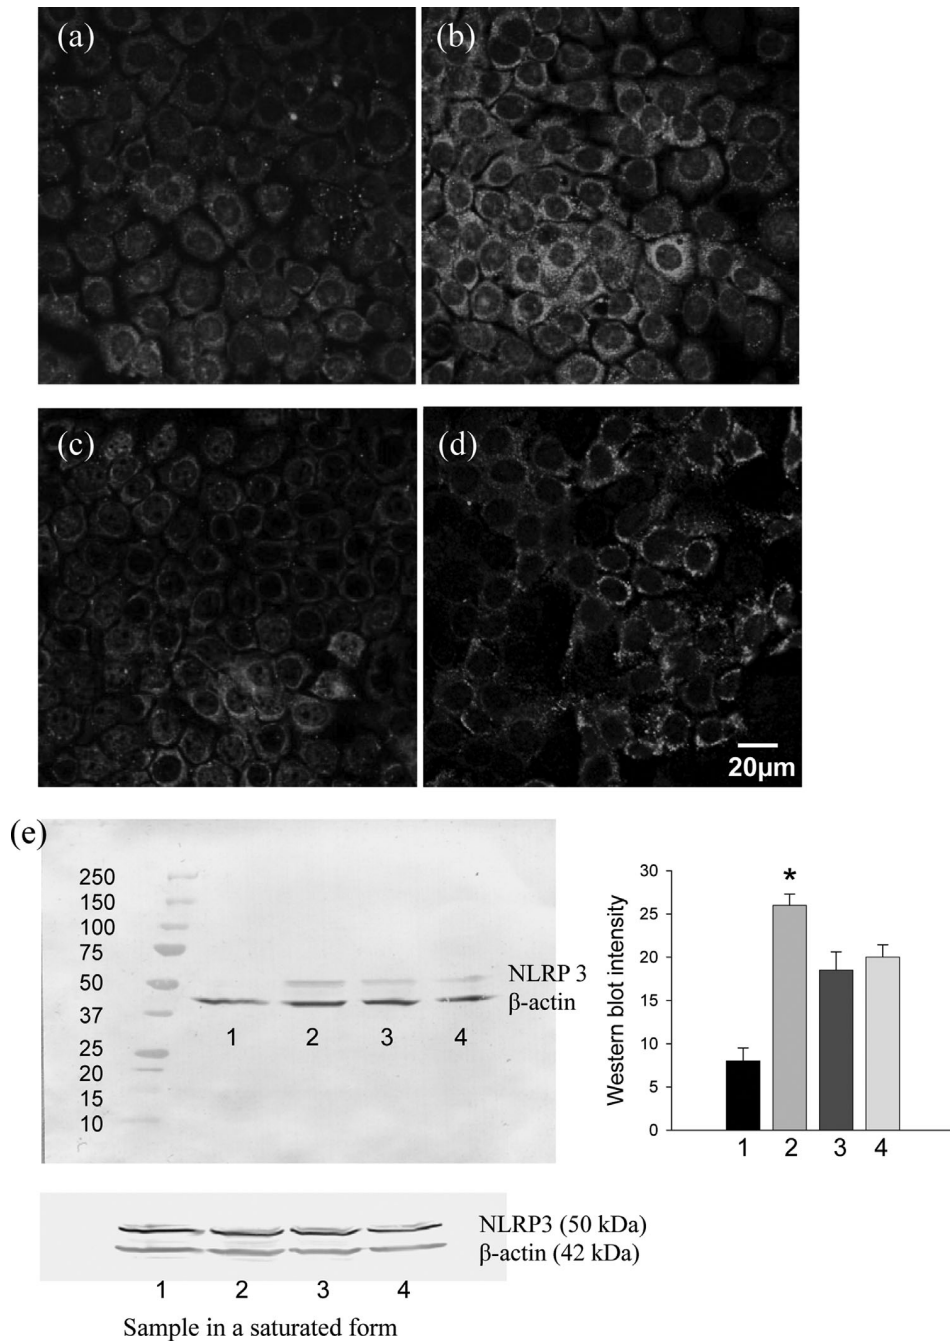 (a)
(b)
(c)
(d)
20µm
(e)
250
150
100
75
50
37
25
20
15
10
NLRP 3
β-actin
1 2 3 4
Western blot intensity
30
25
20
15
10
5
0
*
1 2 3 4
NLRP3 (50 kDa)
β-actin (42 kDa)
1 2 3 4
Sample in a saturated form